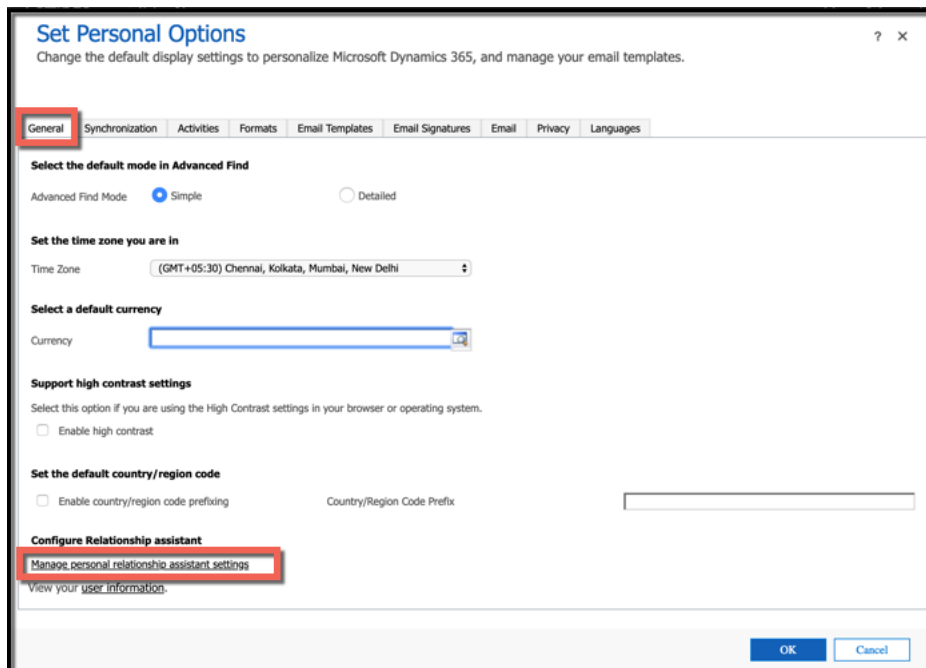 Set Personal Options
? ×
Change the default display settings to personalize Microsoft Dynamics 365, and manage your email templates.
General Synchronization Activities Formats Email Templates Email Signatures Email Privacy Languages
Select the default mode in Advanced Find
Advanced Find Mode Simple Detailed
Set the time zone you are in
Time Zone (GMT+05:30) Chennai, Kolkata, Mumbai, New Delhi
Select a default currency
Currency
Support high contrast settings
Select this option if you are using the High Contrast settings in your browser or operating system.
Enable high contrast
Set the default country/region code
Enable country/region code prefixing Country/Region Code Prefix
Configure Relationship assistant
Manage personal relationship assistant settings
View your user information.
OK Cancel